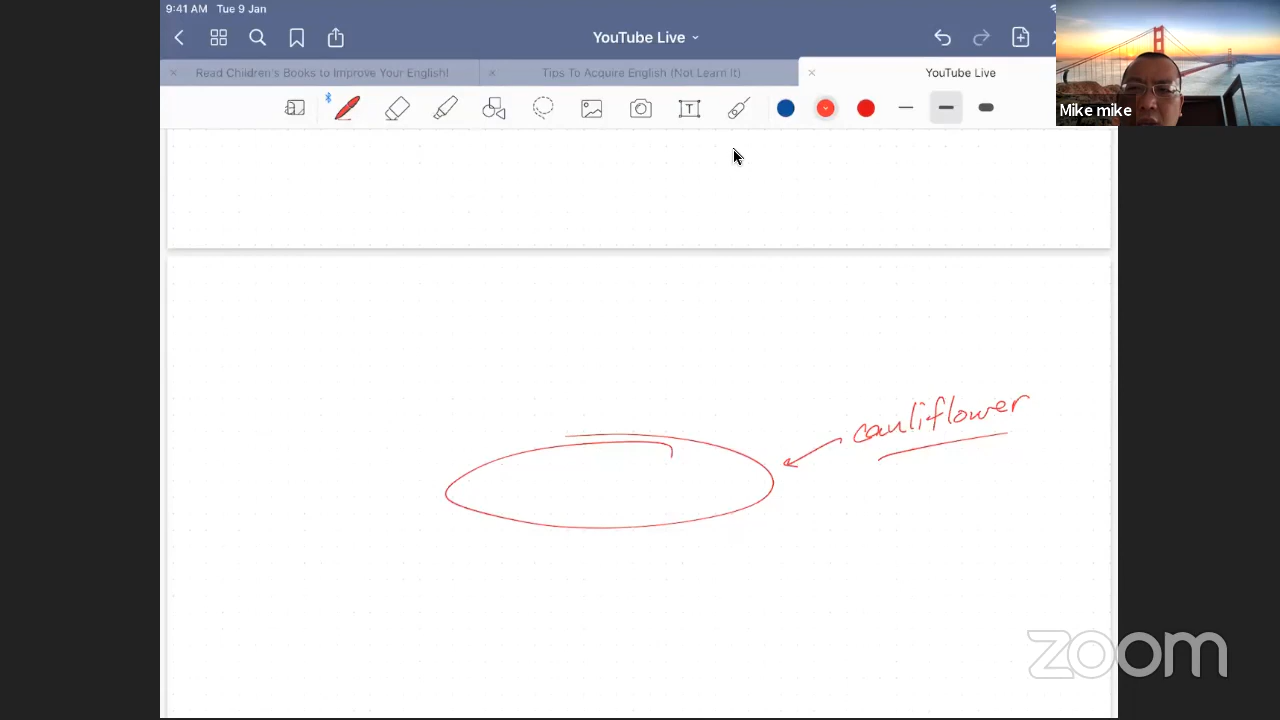 9:41 AM Tue 9 Jan
YouTube Live
Read Children's Books to Improve Your English!
Tips To Acquire English (Not Learn It)
YouTube Live
Mike mike
cauliflower
zoom